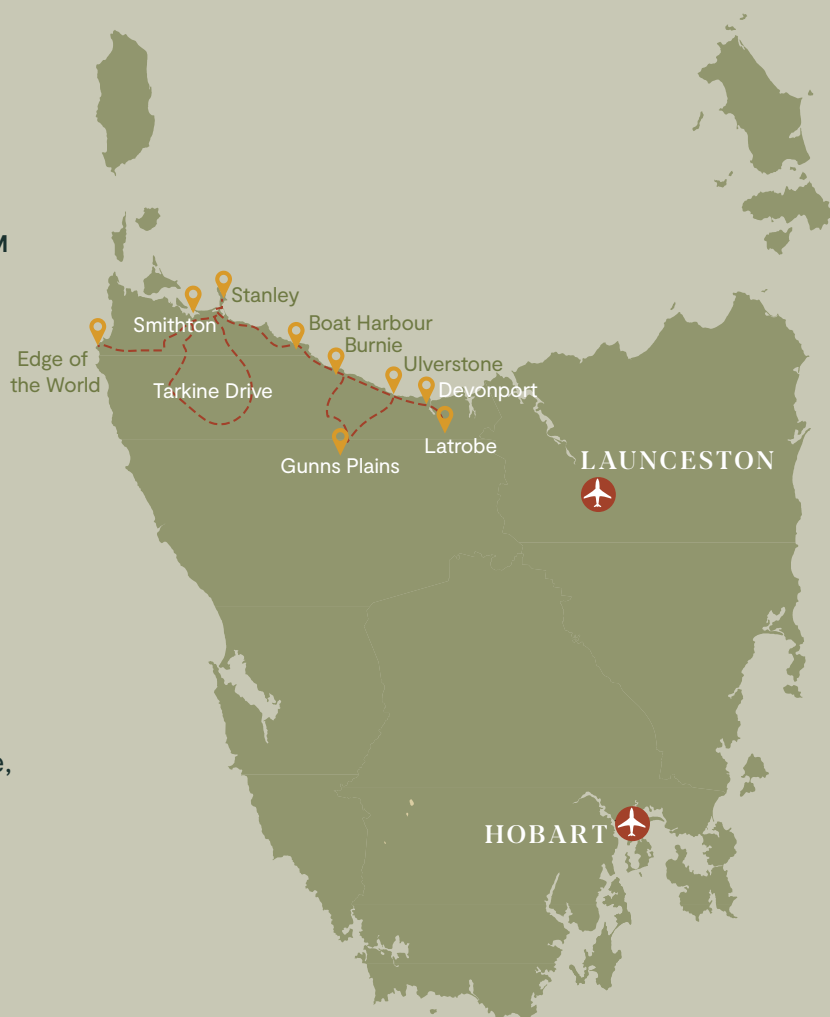 M
Stanley
Smithton
Boat Harbour
Burnie
Edge of
the World
Ulverstone
Tarkine Drive
Devonport
Latrobe
Gunns Plains
LAUNCESTON
e,
HOBART